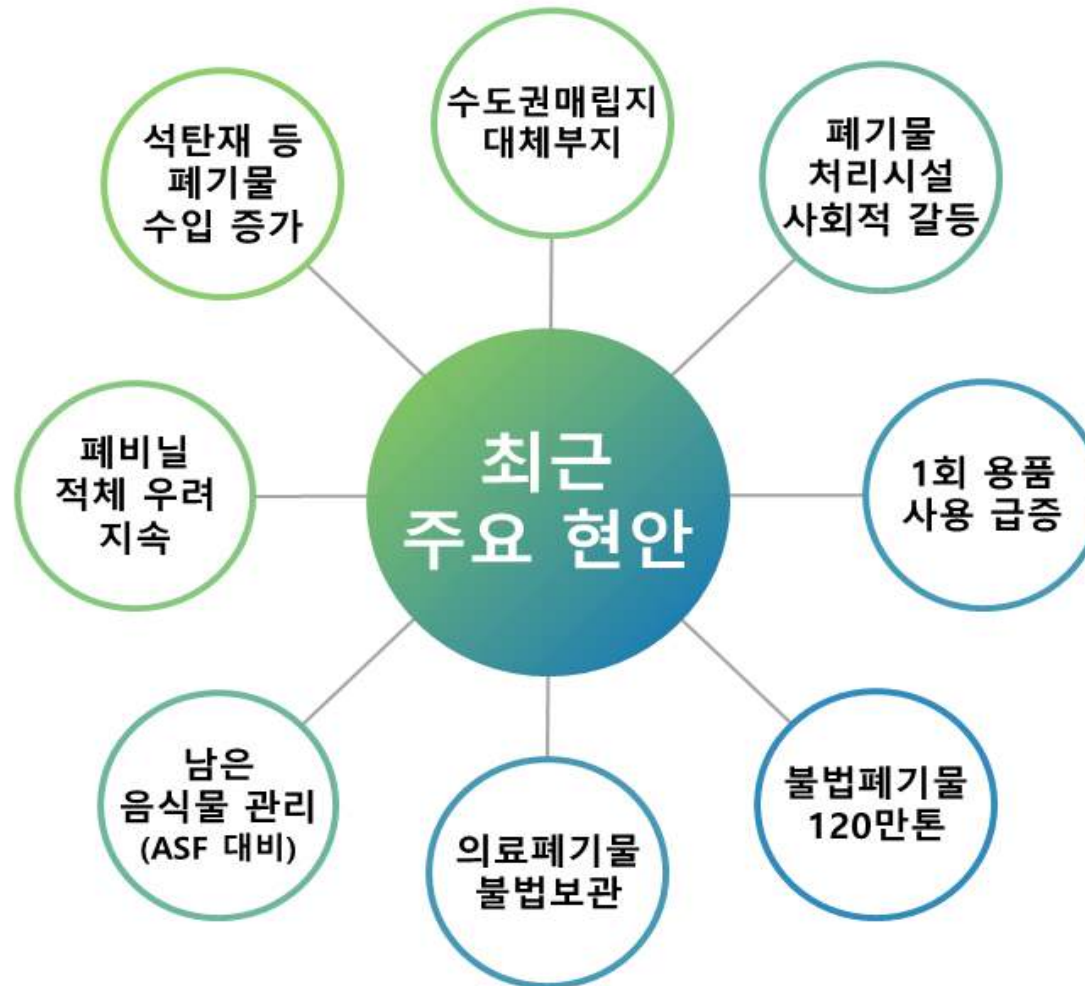 수도권매립지
대체부지
폐기물
처리시설
사회적 갈등
1회 용품
사용 급증
불법폐기물
120만톤
의료폐기물
불법보관
남은
음식물 관리
(ASF 대비)
폐비닐
적체 우려
지속
석탄재 등
폐기물
수입 증가
최근
주요 현안